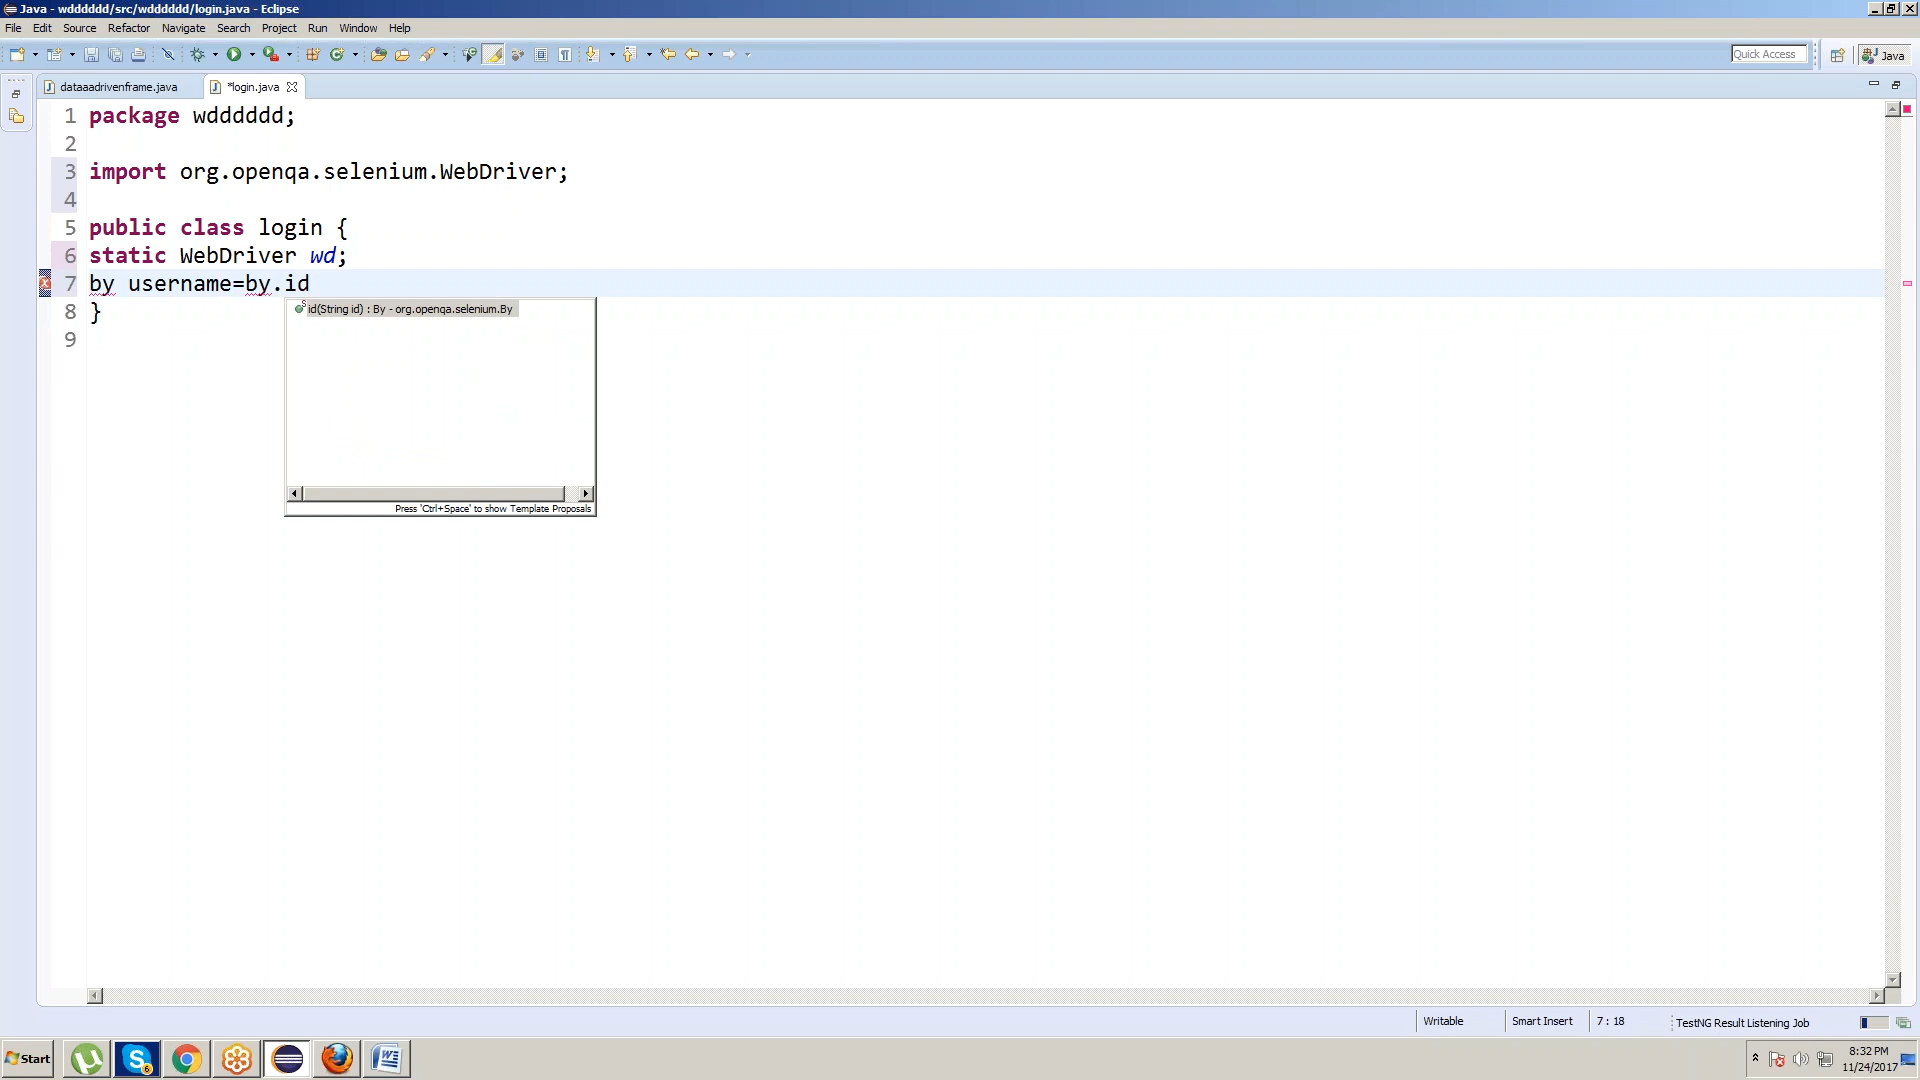 Java - wdddddd/src/wdddddd/login.java - Eclipse
File Edit Source Refactor Navigate Search Project Run Window Help
Quick Access
Java
dataaadrivenframe.java
*login.java
1 package wdddddd;
2
3 import org.openqa.selenium.WebDriver;
4
5 public class login {
6 static WebDriver wd;
7 by username=by.id
8 }
9
id(String id) : By - org.openqa.selenium.By
Press 'Ctrl+Space' to show Template Proposals
Writable
Smart Insert
7 : 18
TestNG Result Listening Job
Start
8:32 PM
11/24/2017